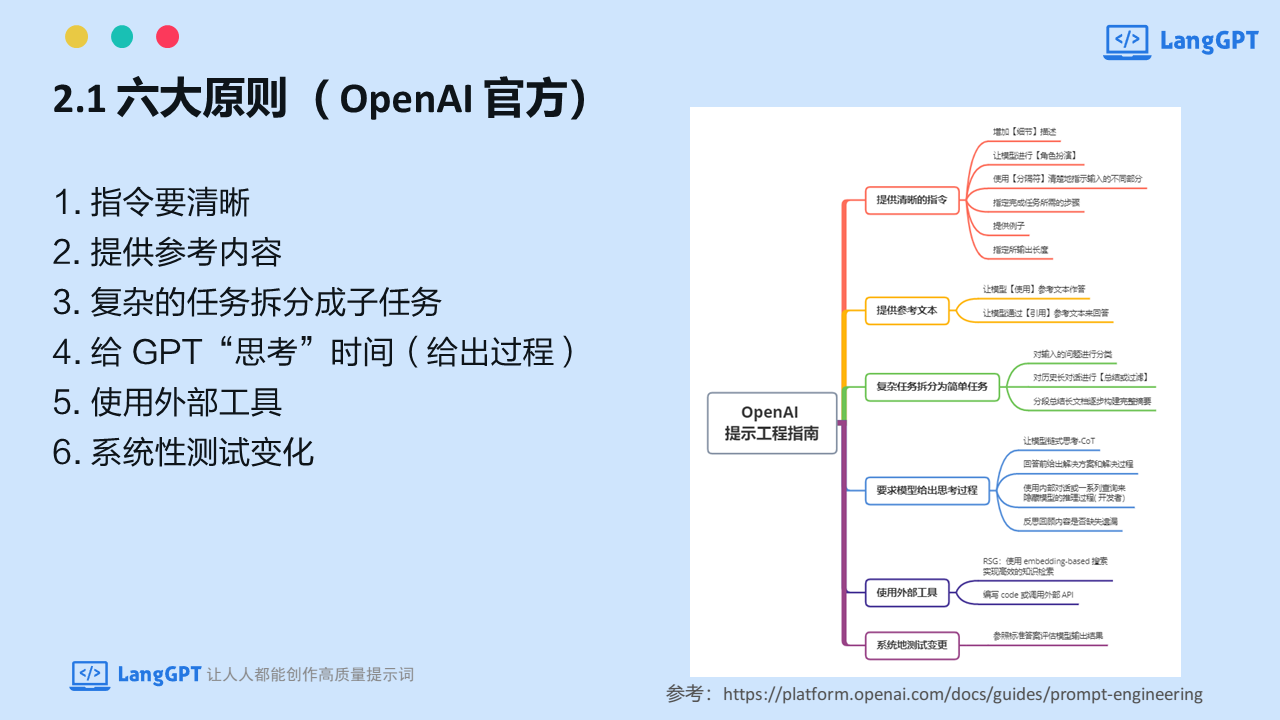 </> LangGPT
2.1 六大原则（OpenAI 官方）
1. 指令要清晰
2. 提供参考内容
3. 复杂的任务拆分成子任务
4. 给 GPT“思考”时间（给出过程）
5. 使用外部工具
6. 系统性测试变化
OpenAI
提示工程指南
提供清晰的指令
增加【细节】描述
让模型进行【角色扮演】
使用【分隔符】清楚地指示输入的不同部分
指定完成任务所需的步骤
提供例子
指定所输出长度
提供参考文本
让模型【使用】参考文本作答
让模型通过【引用】参考文本来回答
复杂任务拆分为简单任务
对输入的问题进行分类
对历史长对话进行【总结或过滤】
分段总结长文档逐步构建完整摘要
要求模型给出思考过程
让模型链式思考-CoT
回答前给出解决方案和解决过程
使用内部对话或一系列查询来
隐藏模型的推理过程( 开发者)
反思回顾内容是否缺失遗漏
使用外部工具
RSG：使用 embedding-based 搜索
实现高效的知识检索
编写 code 或调用外部 API
系统地测试变更
参照标准答案评估模型输出结果
</> LangGPT 让人人都能创作高质量提示词
参考：https://platform.openai.com/docs/guides/prompt-engineering